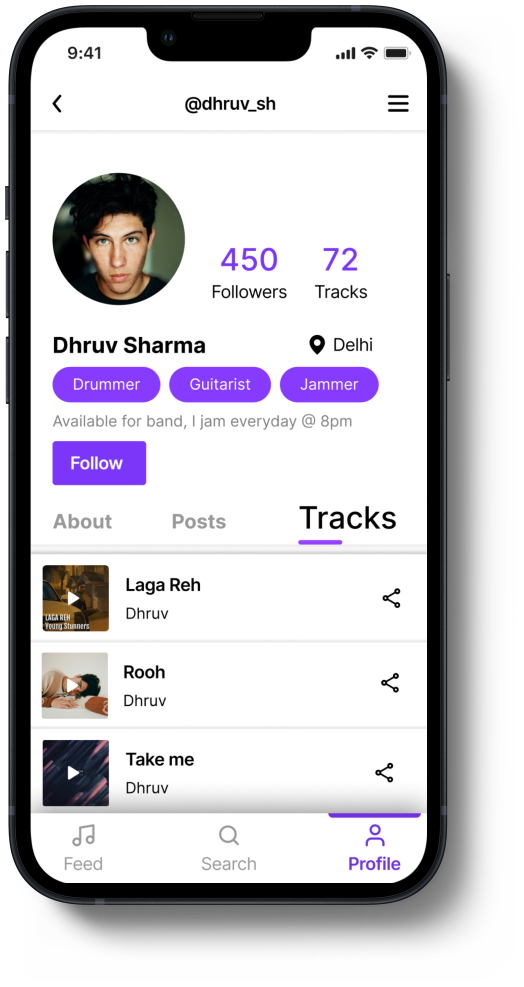 9:41
@dhruv_sh
450 72
Followers Tracks
Dhruv Sharma Delhi
Drummer Guitarist Jammer
Available for band, I jam everyday @ 8pm
Follow
About Posts Tracks
Laga Reh
Dhruv
LAGA REH
Young Stunners
Rooh
Dhruv
Take me
Dhruv
Feed Search Profile